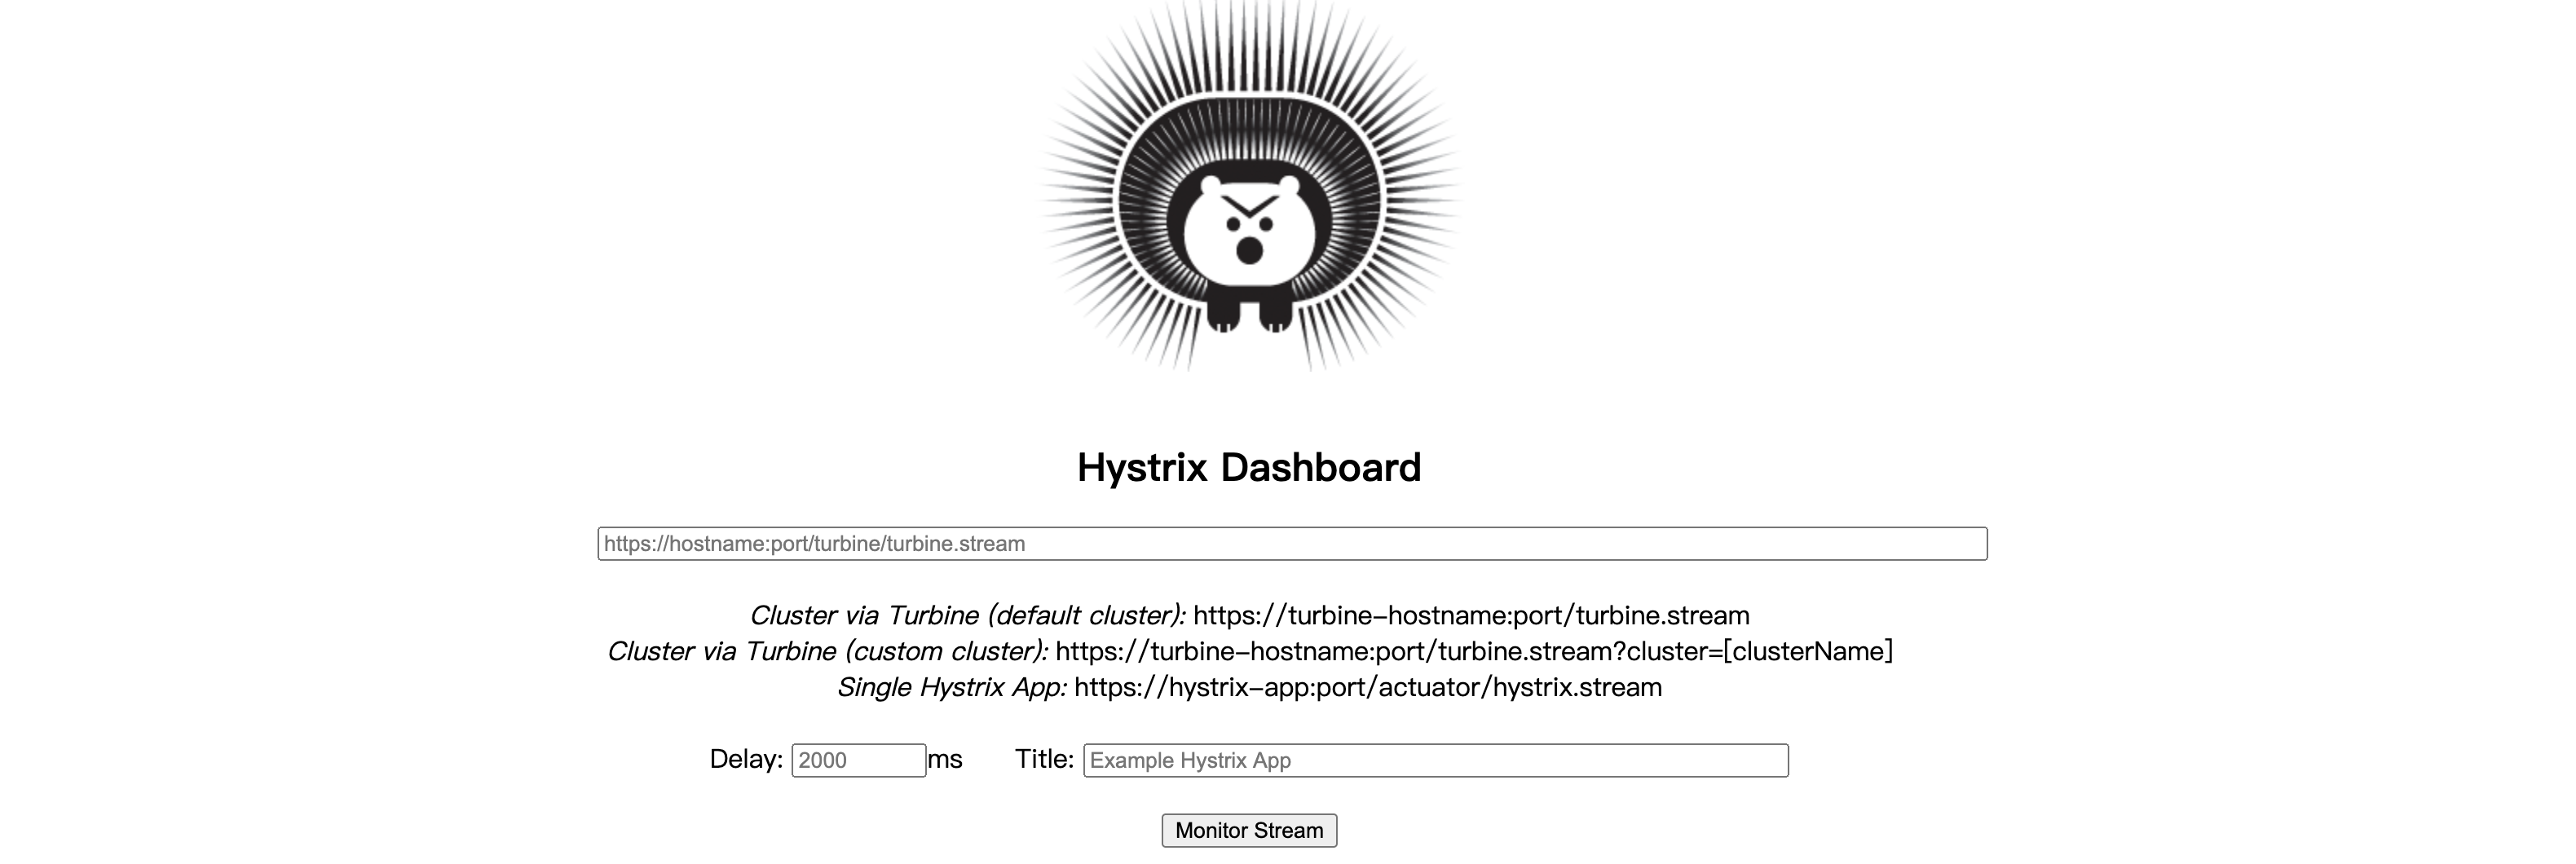 Hystrix Dashboard
https://hostname:port/turbine/turbine.stream
Cluster via Turbine (default cluster): https://turbine-hostname:port/turbine.stream
Cluster via Turbine (custom cluster): https://turbine-hostname:port/turbine.stream?cluster=[clusterName]
Single Hystrix App: https://hystrix-app:port/actuator/hystrix.stream
Delay: 2000 ms Title: Example Hystrix App
Monitor Stream